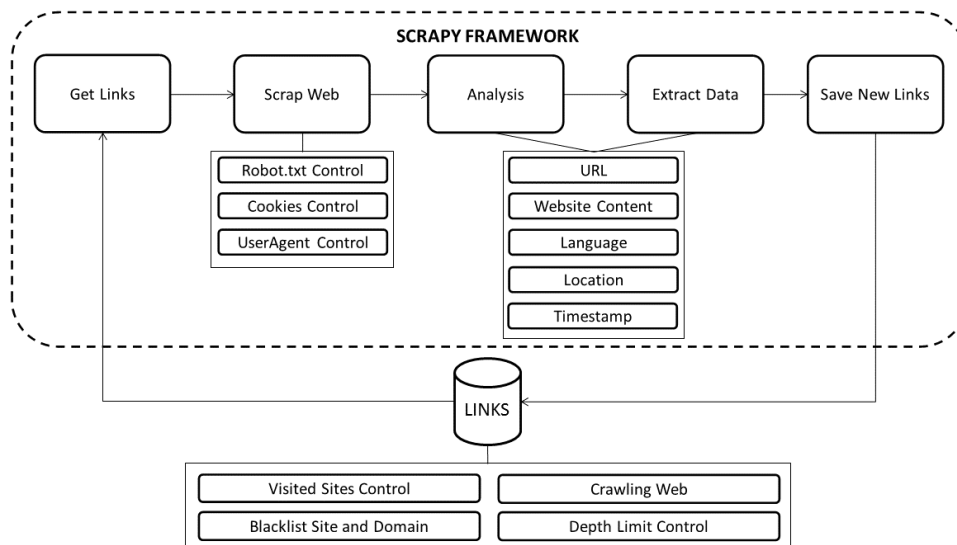 SCRAPY FRAMEWORK
Get Links
Scrap Web
Analysis
Extract Data
Save New Links
Robot.txt Control
Cookies Control
UserAgent Control
URL
Website Content
Language
Location
Timestamp
LINKS
Visited Sites Control
Crawling Web
Blacklist Site and Domain
Depth Limit Control